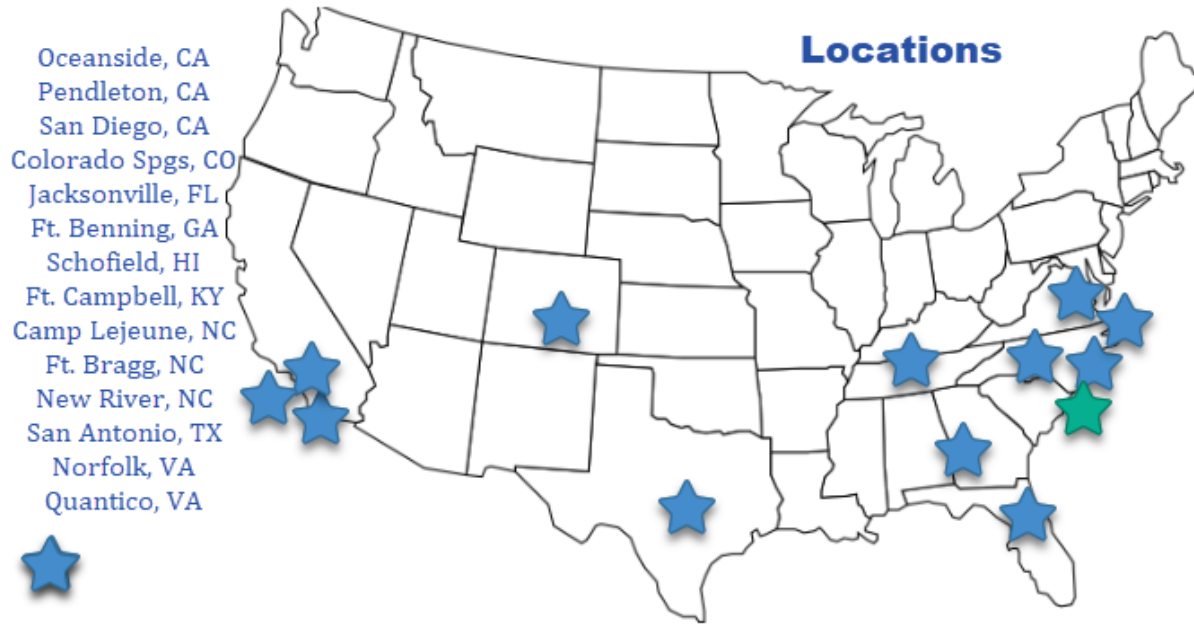 Locations
Oceanside, CA
Pendleton, CA
San Diego, CA
Colorado Spgs, CO
Jacksonville, FL
Ft. Benning, GA
Schofield, HI
Ft. Campbell, KY
Camp Lejeune, NC
Ft. Bragg, NC
New River, NC
San Antonio, TX
Norfolk, VA
Quantico, VA